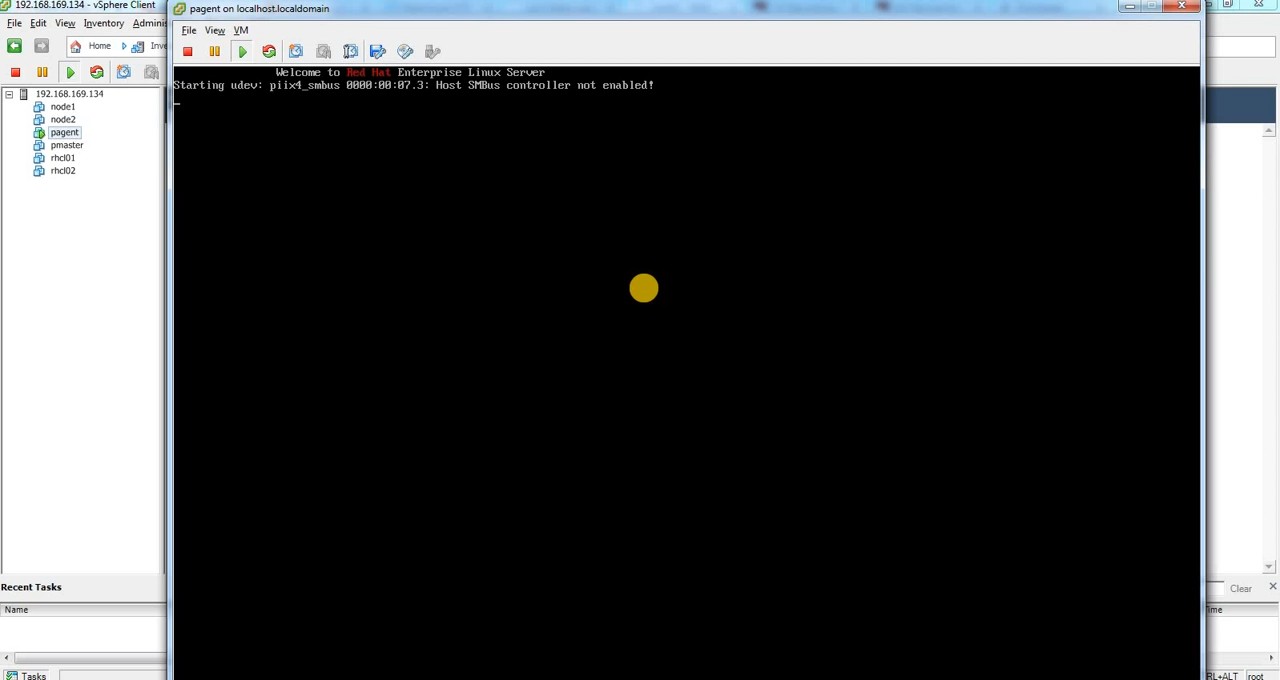 192.168.169.134 - vSphere Client
pagent on localhost.localdomain
File Edit View Inventory Adminis
File View VM
Home
Inve
192.168.169.134
node1
node2
pagent
pmaster
rhcl01
rhcl02
Welcome to Red Hat Enterprise Linux Server
Starting udev: piix4_smbus 0000:00:07.3: Host SMBus controller not enabled!
Recent Tasks
Clear
Name
Time
Tasks
RL+ALT
root